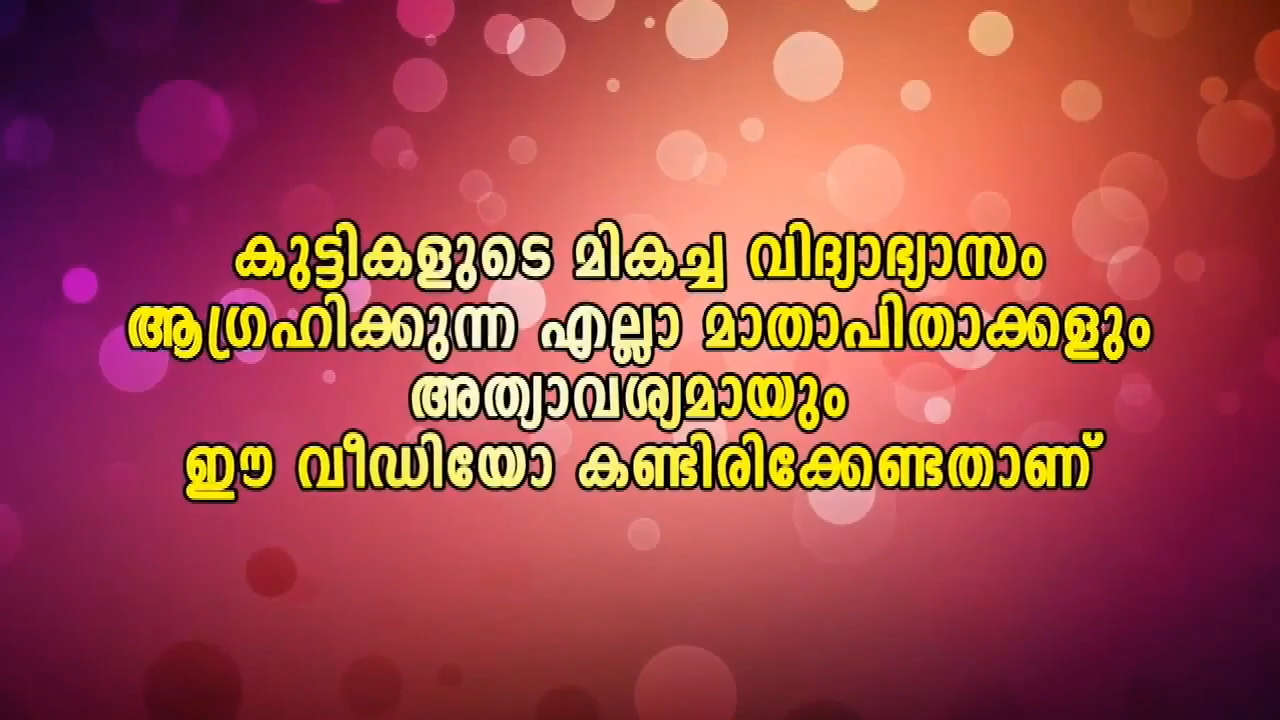 കുട്ടികളുടെ മികച്ച വിദ്യാഭ്യാസം
ആഗ്രഹിക്കുന്ന എല്ലാ മാതാപിതാക്കളും
അത്യാവശ്യമായും
ഈ വീഡിയോ കണ്ടിരിക്കേണ്ടതാണ്